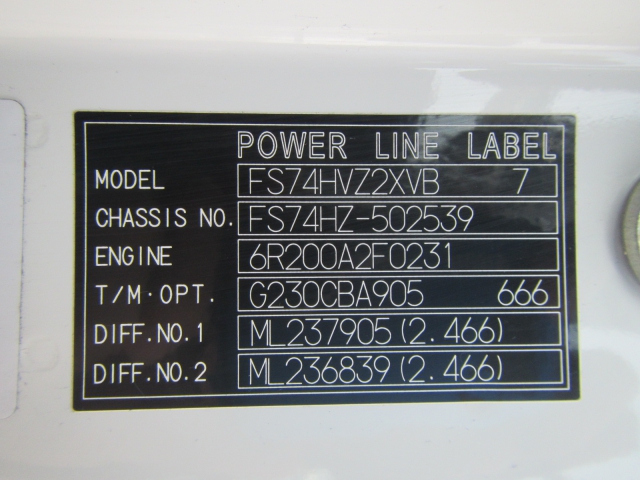 POWER LINE LABEL
MODEL FS74HVZ2XVB 7
CHASSIS NO. FS74HZ-502539
ENGINE 6R200A2F0231
T/M·OPT. G230CBA905 666
DIFF.NO.1 ML237905(2.466)
DIFF.NO.2 ML236839(2.466)